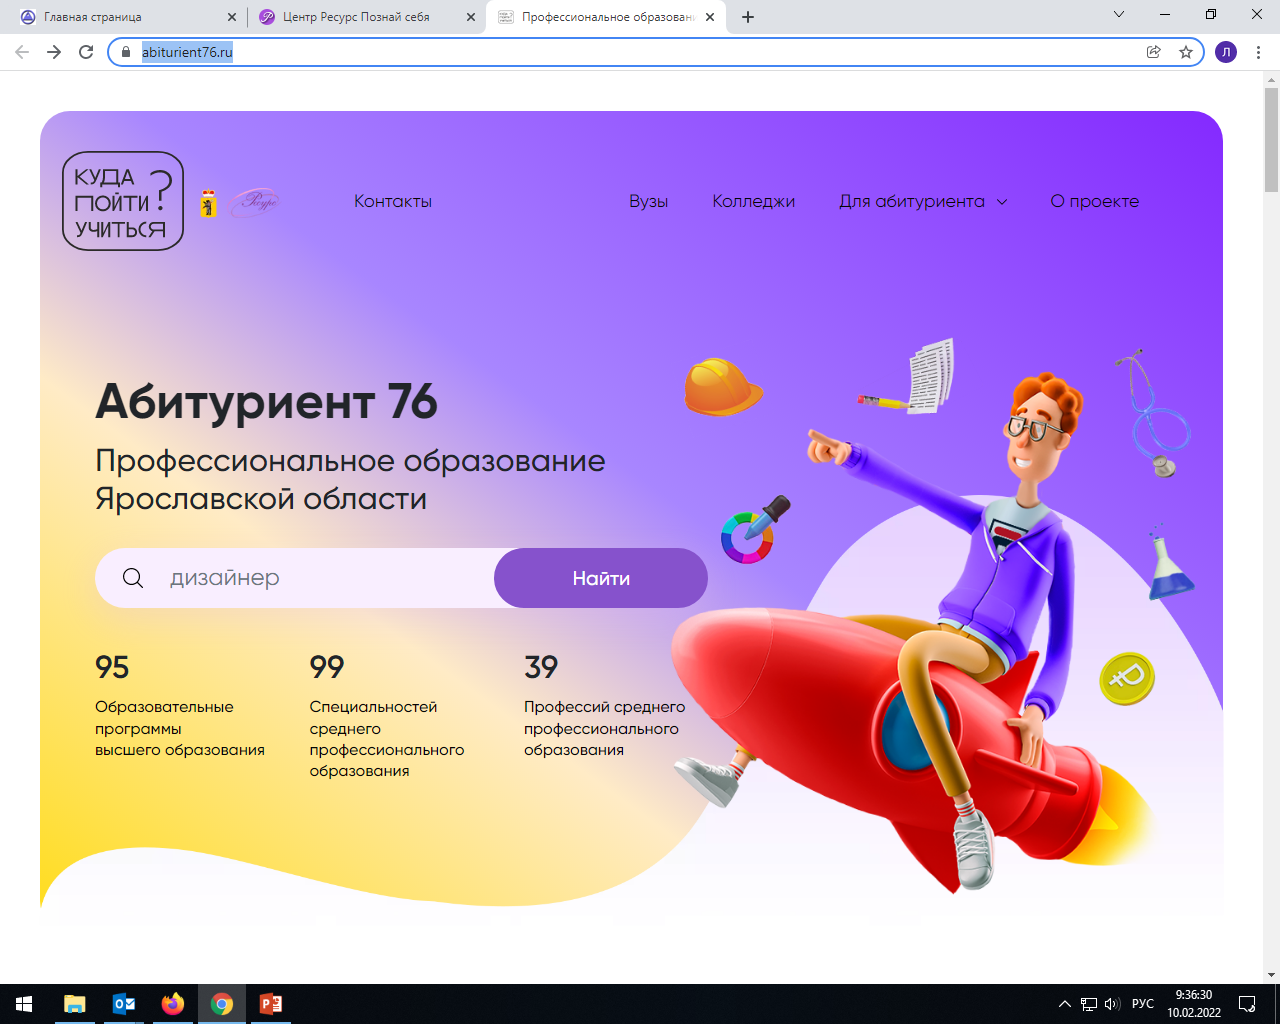 Главная страница
Центр Ресурс Познай себя
Профессиональное образован
abiturient76.ru
Л
КУДА
ПОЙТИ
УЧИТЬСЯ
?
Ресурс
Контакты
Вузы
Колледжи
Для абитуриента
О проекте
Абитуриент 76
Профессиональное образование
Ярославской области
дизайнер
Найти
95
Образовательные
программы
высшего образования
99
Специальностей
среднего
профессионального
образования
39
Профессий среднего
профессионального
образования
РУС
9:36:30
10.02.2022